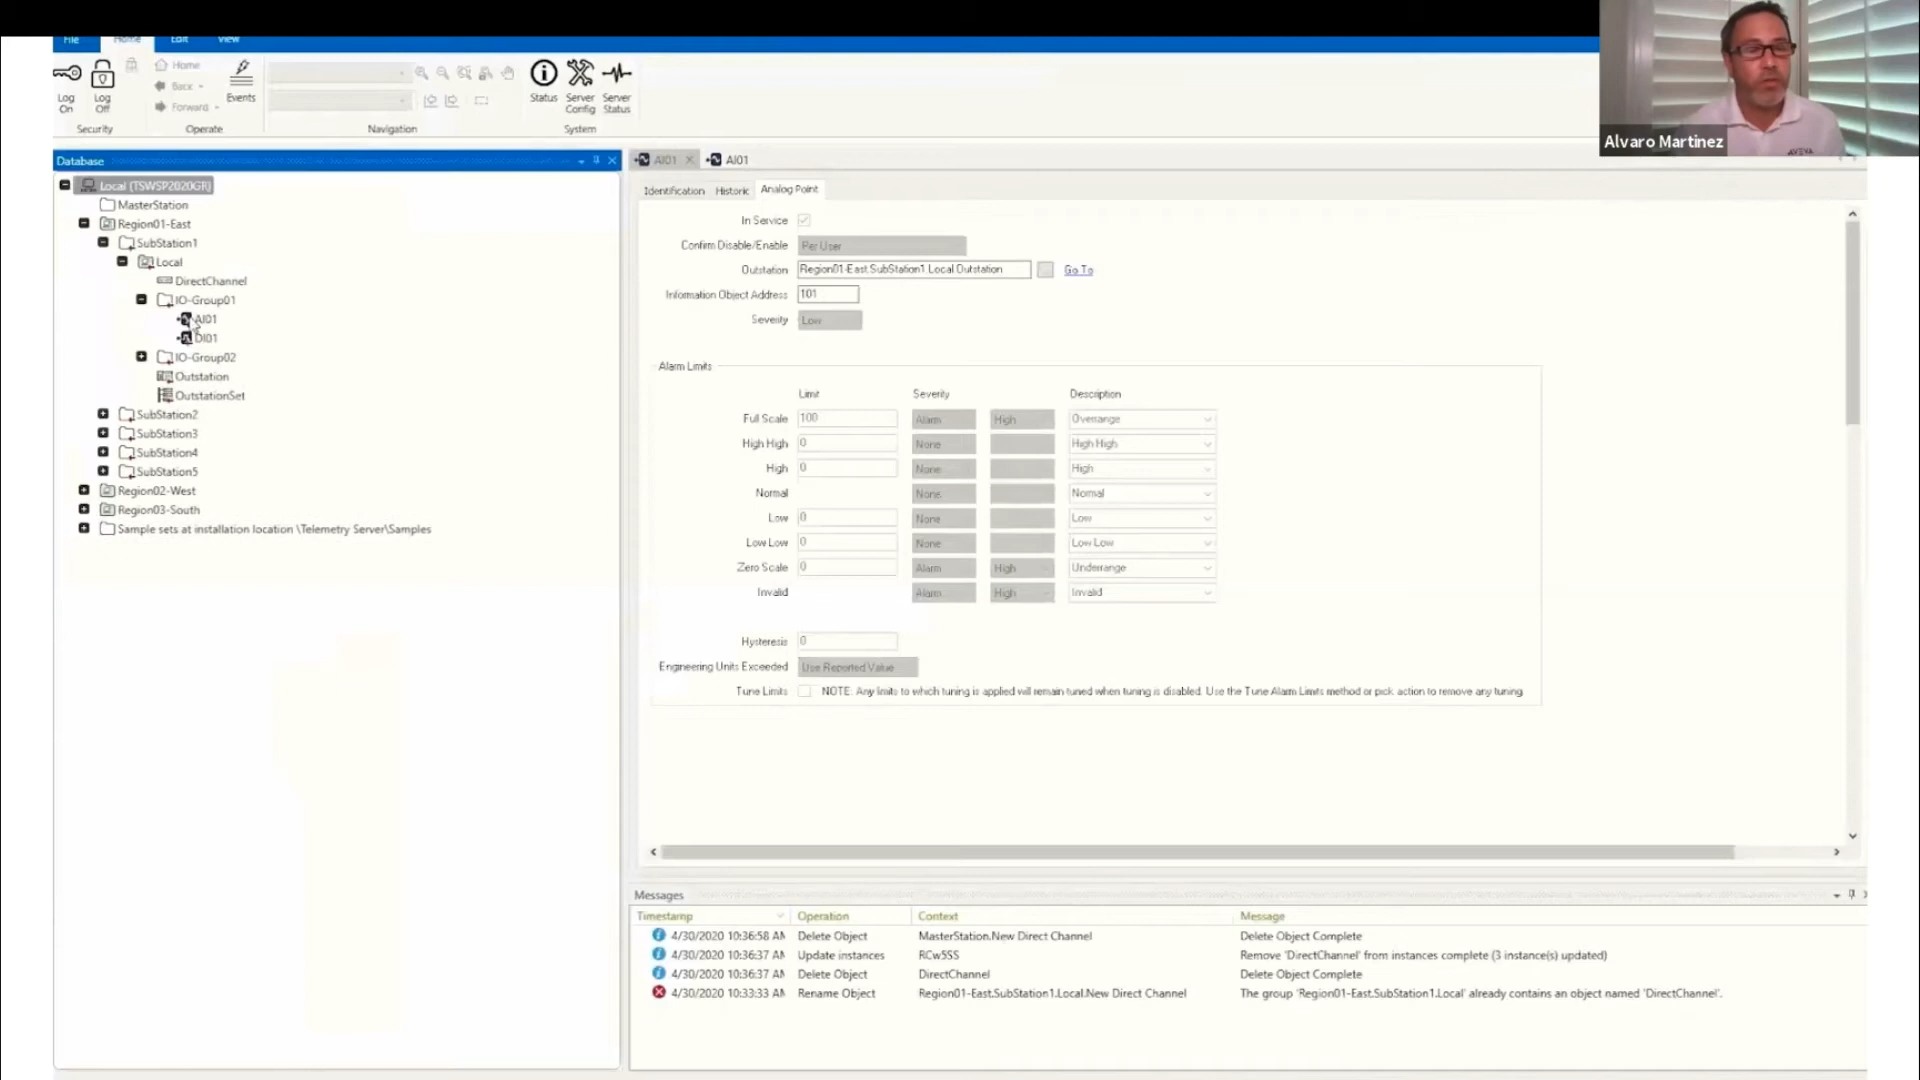 File Home Edit View
Log On
Log Off
Home
Back
Forward
Events
Status
Server Config
Server Status
Security Operate Navigation System
Alvaro Martinez
AVEVA
Database
Local (TSWSP2020GR)
MasterStation
Region01-East
SubStation1
Local
DirectChannel
IO-Group01
AI01
DI01
IO-Group02
Outstation
OutstationSet
SubStation2
SubStation3
SubStation4
SubStation5
Region02-West
Region03-South
Sample sets at installation location \Telemetry Server\Samples
AI01 AI01
Identification Historic Analog Point
In Service
Confirm Disable/Enable Per User
Outstation Region01-East.SubStation1.Local.Outstation Go To
Information Object Address 101
Severity Low
Alarm Limits
Limit Severity Description
Full Scale 100 Alarm High Overrange
High High 0 None High High
High 0 None High
Normal None Normal
Low 0 None Low
Low Low 0 None Low Low
Zero Scale 0 Alarm High Underrange
Invalid Alarm High Invalid
Hysteresis 0
Engineering Units Exceeded Use Reported Value
Tune Limits NOTE: Any limits to which tuning is applied will remain tuned when tuning is disabled. Use the Tune Alarm Limits method or pick action to remove any tuning.
Messages
Timestamp Operation Context Message
4/30/2020 10:36:58 AM Delete Object MasterStation.New Direct Channel Delete Object Complete
4/30/2020 10:36:37 AM Update instances RCw5SS Remove 'DirectChannel' from instances complete (3 instance(s) updated)
4/30/2020 10:36:37 AM Delete Object DirectChannel Delete Object Complete
4/30/2020 10:33:33 AM Rename Object Region01-East.SubStation1.Local.New Direct Channel The group 'Region01-East.SubStation1.Local' already contains an object named 'DirectChannel'.